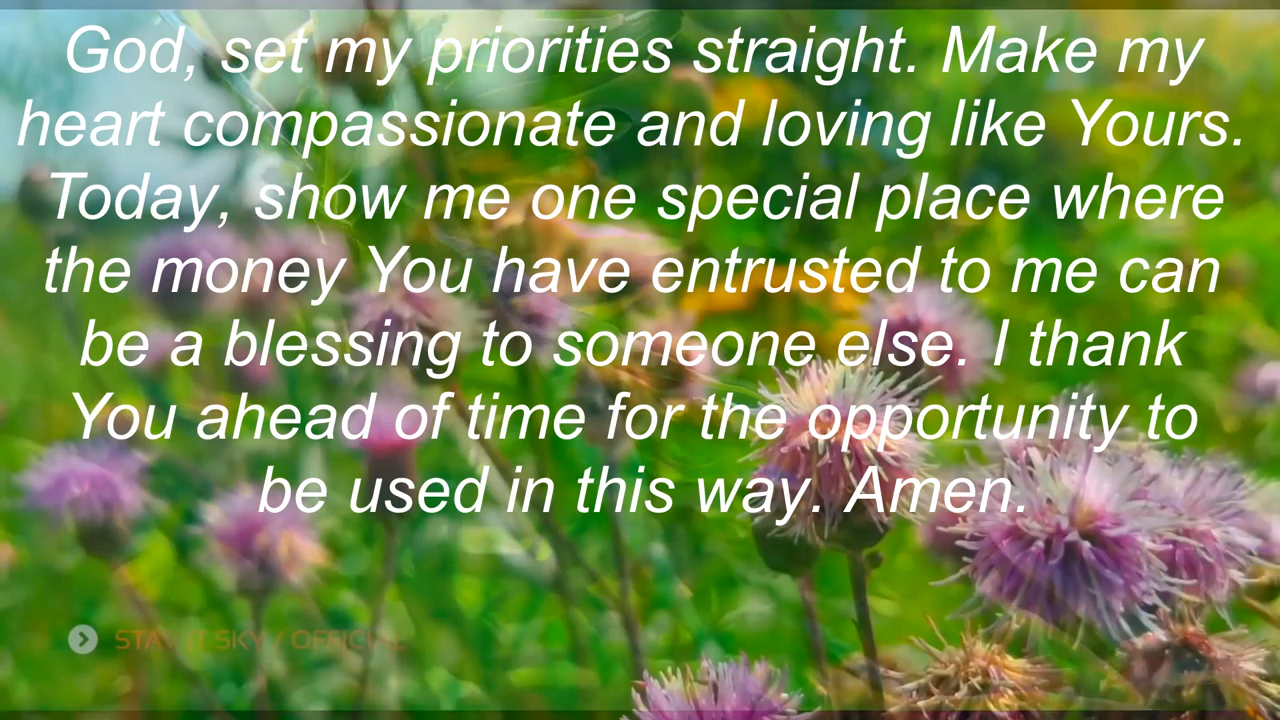 God, set my priorities straight. Make my
heart compassionate and loving like Yours.
Today, show me one special place where
the money You have entrusted to me can
be a blessing to someone else. I thank
You ahead of time for the opportunity to
be used in this way. Amen.
SKY / OFFICIAL